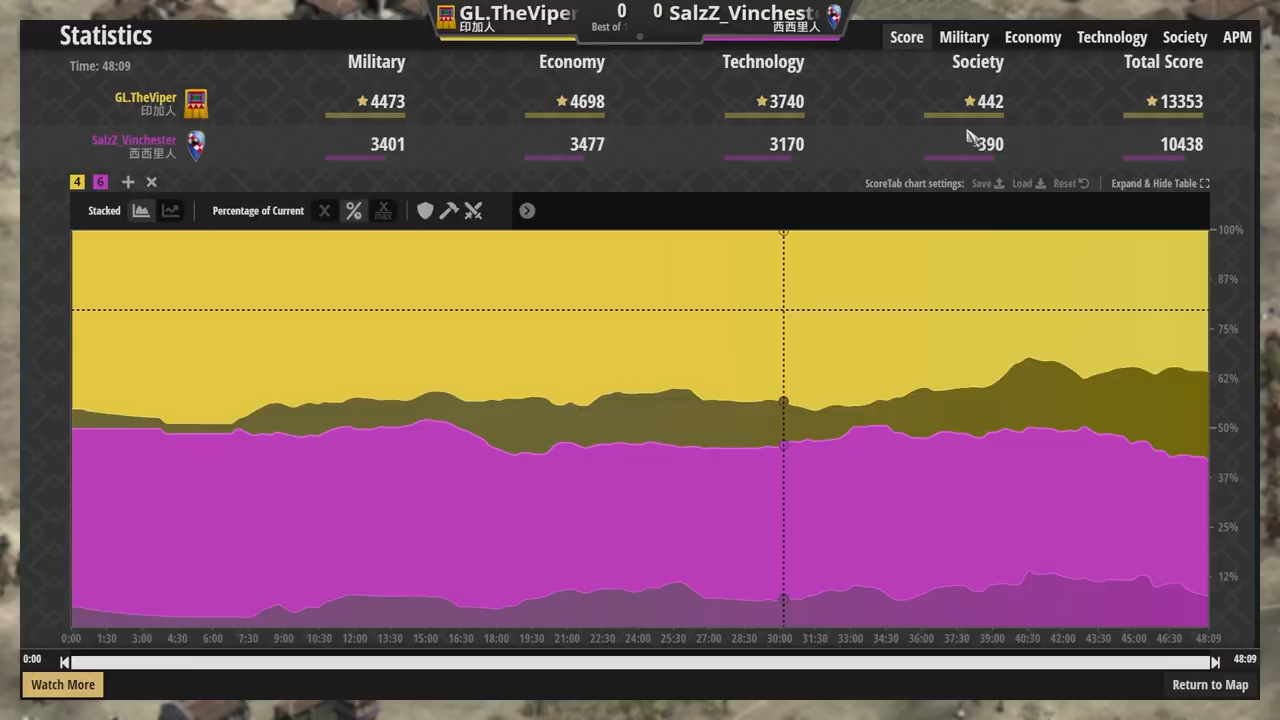 GL.TheViper 0 0 SalzZ_Vinchest
印加人 Best of 1 西西里人
Statistics
Score Military Economy Technology Society APM
Time: 48:09 Military Economy Technology Society Total Score
GL.TheViper 4473 4698 3740 442 13353
印加人
SalzZ_Vinchester 3401 3477 3170 390 10438
西西里人
4 6
ScoreTab chart settings: Save Load Reset Expand & Hide Table
Stacked Percentage of Current X % X max
100%
87%
75%
62%
50%
37%
25%
12%
0:00 1:30 3:00 4:30 6:00 7:30 9:00 10:30 12:00 13:30 15:00 16:30 18:00 19:30 21:00 22:30 24:00 25:30 27:00 28:30 30:00 31:30 33:00 34:30 36:00 37:30 39:00 40:30 42:00 43:30 45:00 46:30 48:09
0:00 48:09
Watch More Return to Map